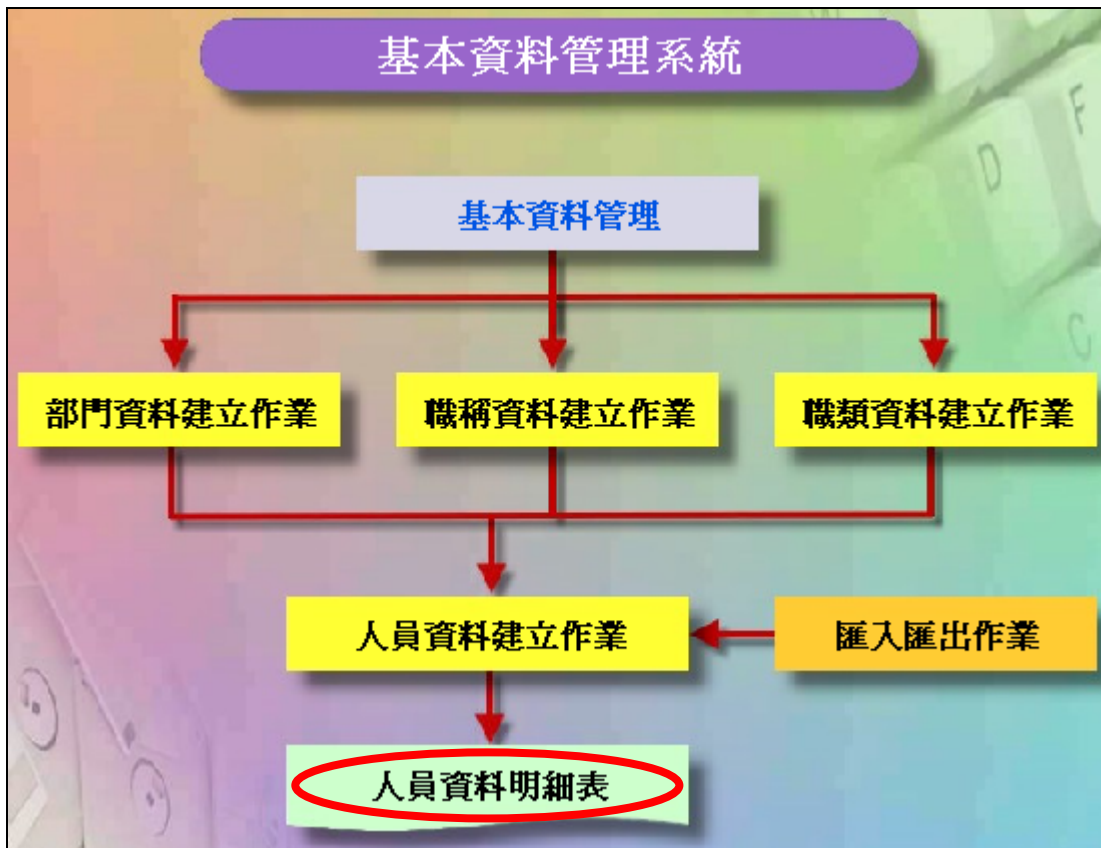 基本資料管理系統
基本資料管理
部門資料建立作業
職稱資料建立作業
職類資料建立作業
人員資料建立作業
匯入匯出作業
人員資料明細表
D
F
C